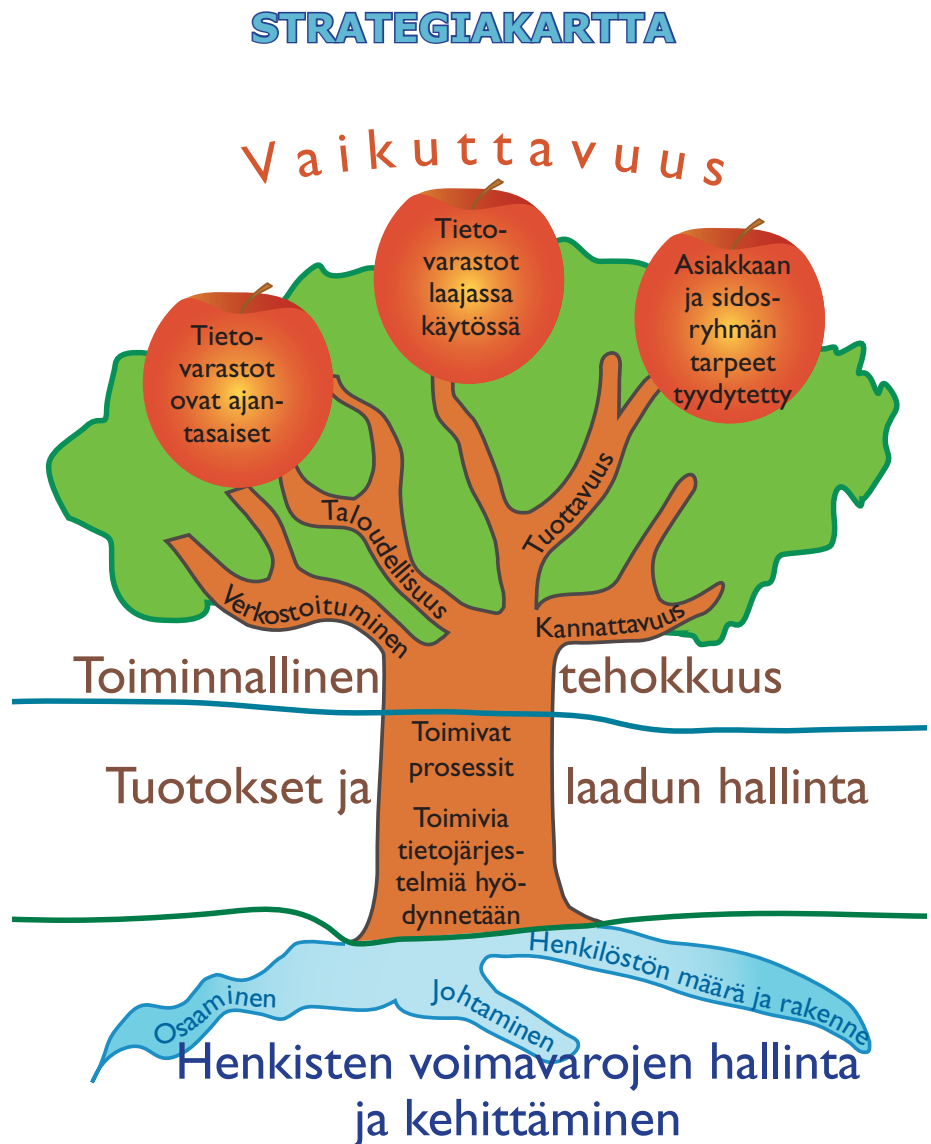 STRATEGIAKARTTA
Vaikuttavuus
Tieto-
varastot
laajassa
käytössä
Asiakkaan
ja sidos-
ryhmän
tarpeet
tyydytetty
Tieto-
varastot
ovat ajan-
tasaiset
Taloudellisuus
Tuottavuus
Verkostoituminen
Kannattavuus
Toiminnallinen tehokkuus
Toimivat
prosessit
Tuotokset ja laadun hallinta
Toimivia
tietojärjes-
telmiä hyö-
dynnetään
Osaaminen
Johtaminen
Henkilöstön määrä ja rakenne
Henkisten voimavarojen hallinta
ja kehittäminen